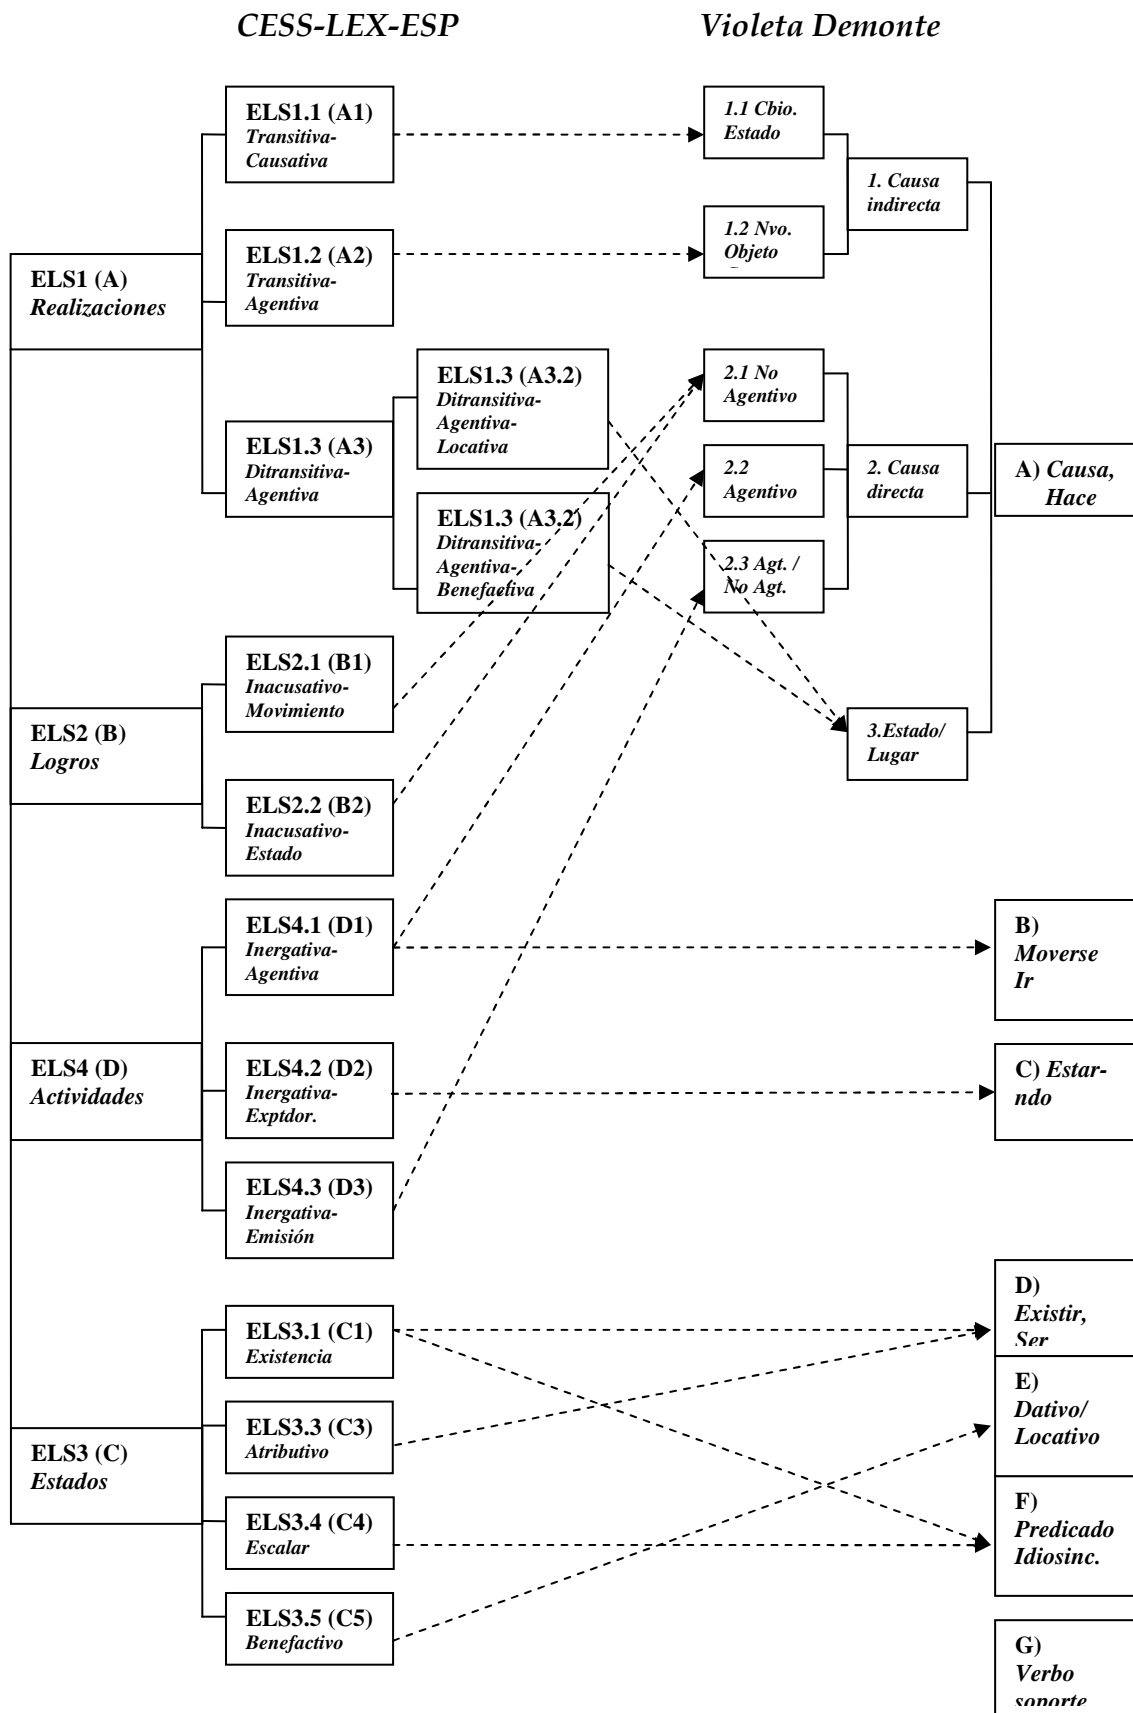 CESS-LEX-ESP
Violeta Demonte
ELS1 (A)
Realizaciones
ELS1.1 (A1)
Transitiva-
Causativa
ELS1.2 (A2)
Transitiva-
Agentiva
ELS1.3 (A3)
Ditransitiva-
Agentiva
ELS1.3 (A3.2)
Ditransitiva-
Agentiva-
Locativa
ELS1.3 (A3.2)
Ditransitiva-
Agentiva-
Benefactiva
ELS2 (B)
Logros
ELS2.1 (B1)
Inacusativo-
Movimiento
ELS2.2 (B2)
Inacusativo-
Estado
ELS4 (D)
Actividades
ELS4.1 (D1)
Inergativa-
Agentiva
ELS4.2 (D2)
Inergativa-
Exptdor.
ELS4.3 (D3)
Inergativa-
Emisión
ELS3 (C)
Estados
ELS3.1 (C1)
Existencia
ELS3.3 (C3)
Atributivo
ELS3.4 (C4)
Escalar
ELS3.5 (C5)
Benefactivo
1.1 Cbio.
Estado
1.2 Nvo.
Objeto
1. Causa
indirecta
2.1 No
Agentivo
2.2
Agentivo
2.3 Agt. /
No Agt.
2. Causa
directa
3.Estado/
Lugar
A) Causa,
Hace
B)
Moverse
Ir
C) Estar-
ndo
D)
Existir,
Ser
E)
Dativo/
Locativo
F)
Predicado
Idiosinc.
G)
Verbo
soporte